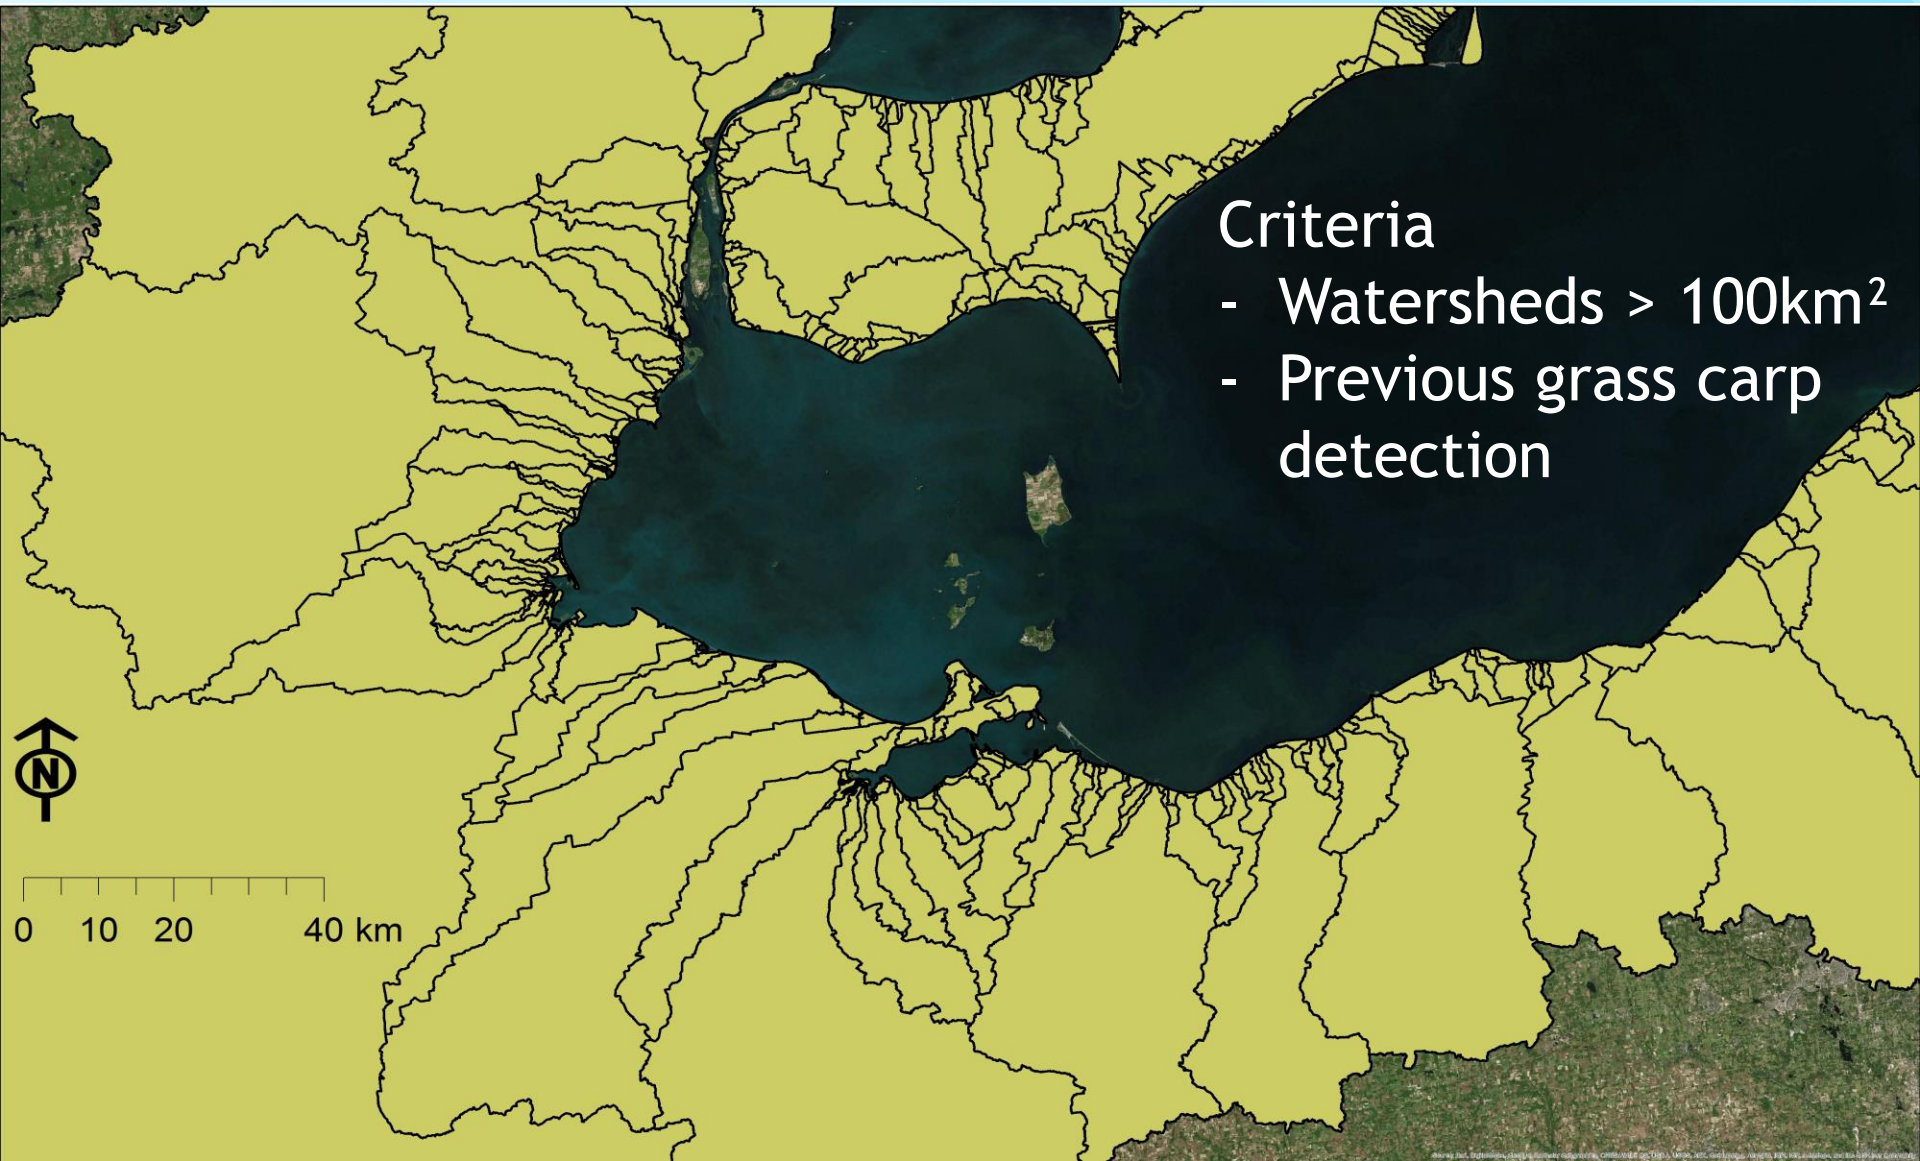 Criteria
- Watersheds > 100km²
- Previous grass carp
detection
N
0 10 20 40 km